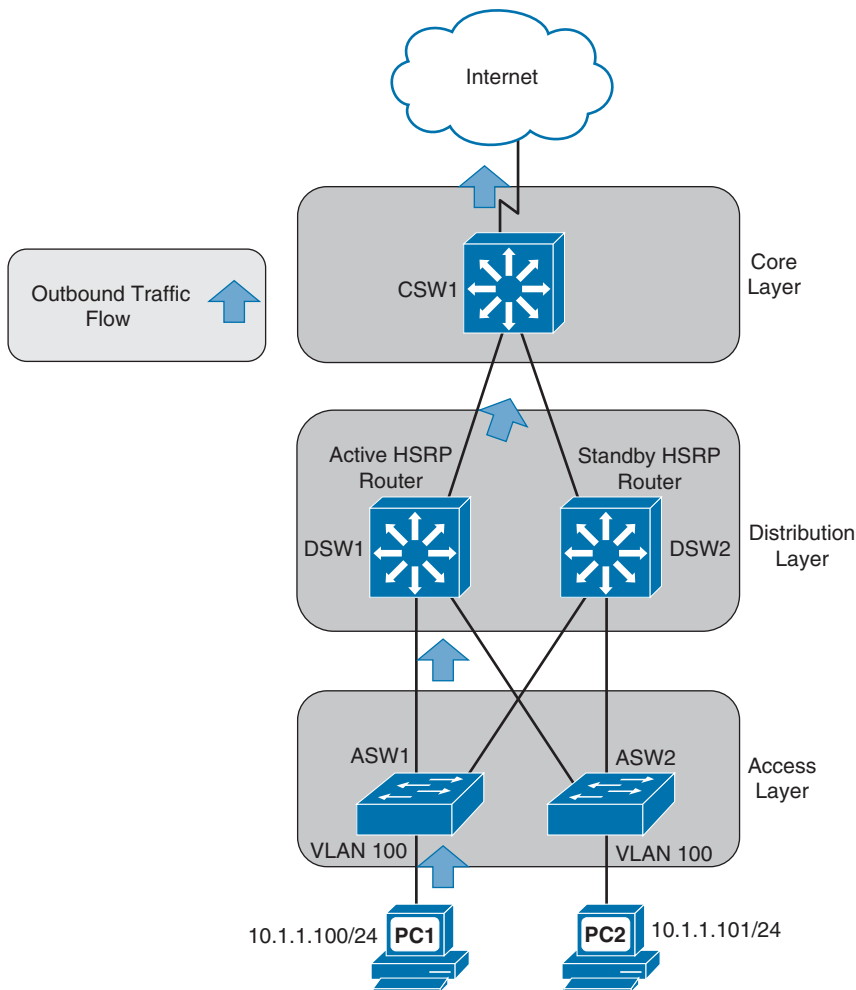 Internet
Outbound Traffic
Flow
CSW1
Core
Layer
Active HSRP
Router
Standby HSRP
Router
DSW1
DSW2
Distribution
Layer
ASW1
ASW2
Access
Layer
VLAN 100
VLAN 100
10.1.1.100/24
PC1
PC2
10.1.1.101/24